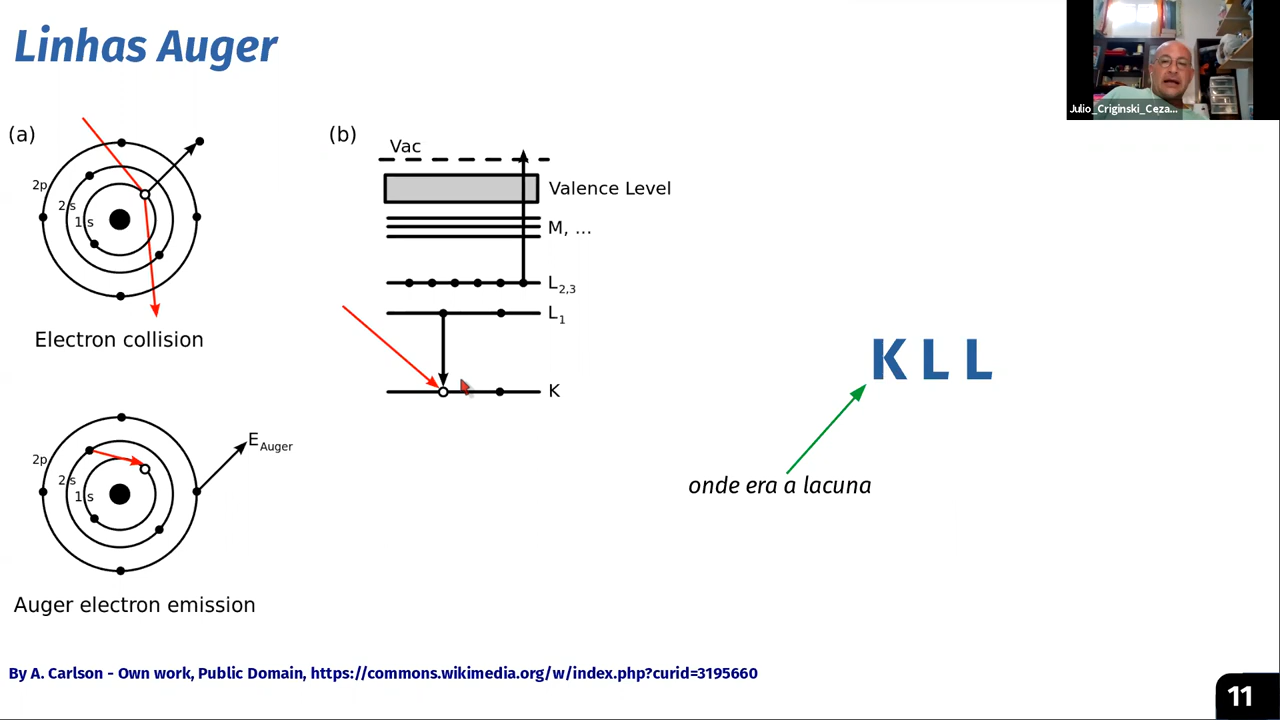 Linhas Auger
Julio_Criginski_Ceza...
(a)
2p
2s
1s
Electron collision
(b)
Vac
Valence Level
M, ...
L2,3
L1
K
K L L
onde era a lacuna
2p
2s
1s
EAuger
Auger electron emission
By A. Carlson - Own work, Public Domain, https://commons.wikimedia.org/w/index.php?curid=3195660
11